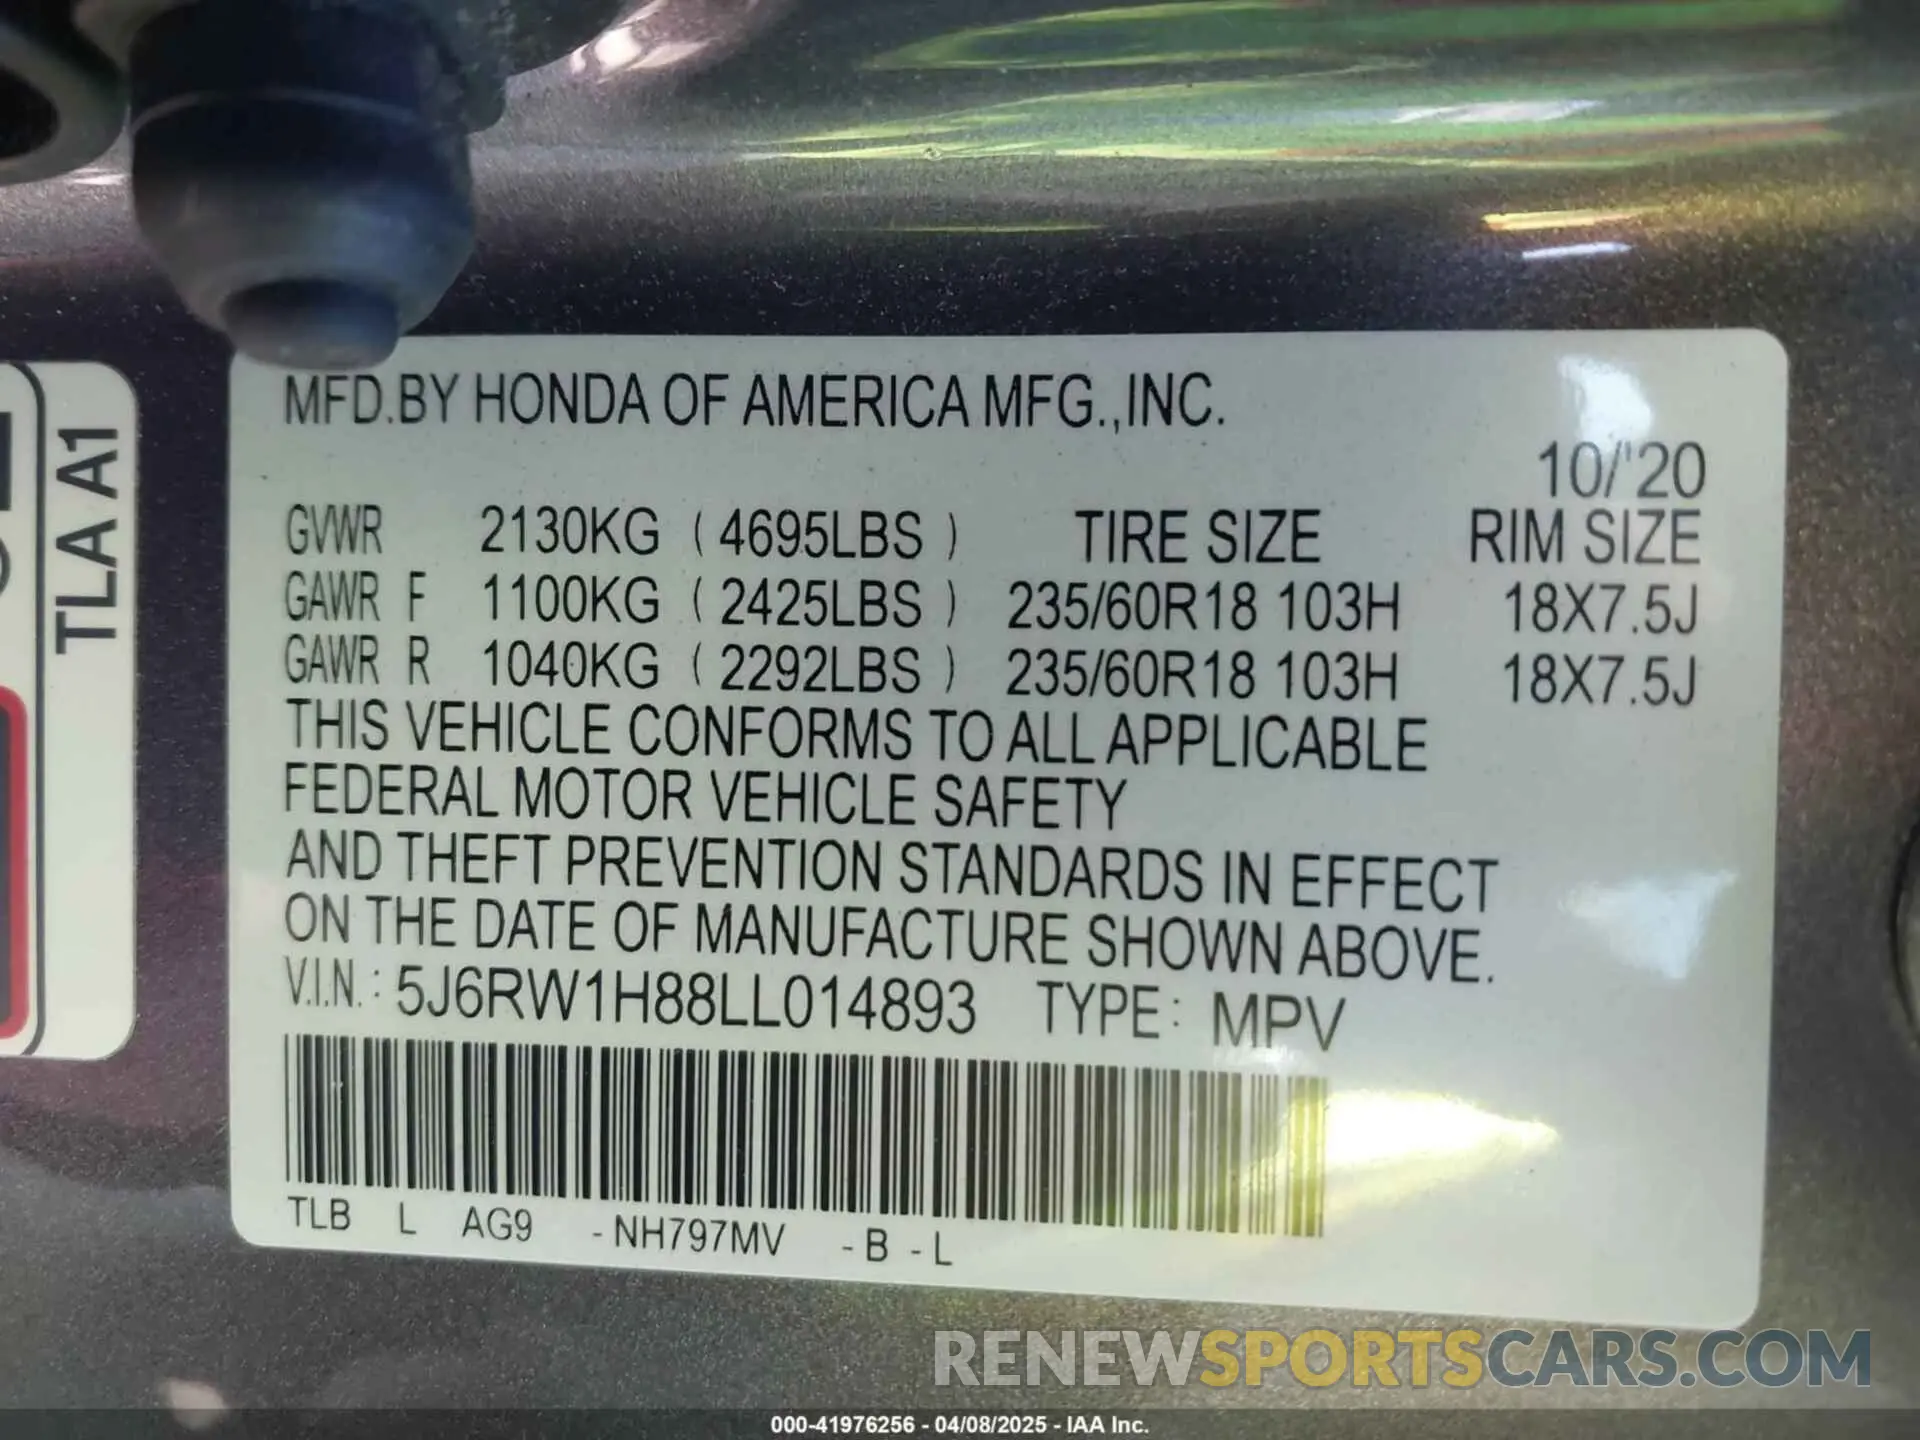 MFD.BY HONDA OF AMERICA MFG.,INC.
10/'20
GVWR 2130KG ( 4695LBS ) TIRE SIZE RIM SIZE
GAWR F 1100KG ( 2425LBS ) 235/60R18 103H 18X7.5J
GAWR R 1040KG ( 2292LBS ) 235/60R18 103H 18X7.5J
THIS VEHICLE CONFORMS TO ALL APPLICABLE
FEDERAL MOTOR VEHICLE SAFETY
AND THEFT PREVENTION STANDARDS IN EFFECT
ON THE DATE OF MANUFACTURE SHOWN ABOVE.
V.I.N. : 5J6RW1H88LL014893 TYPE : MPV
TLB L AG9 -NH797MV -B -L
TLA A1
RENEWSPORTSCARS.COM
000-41976256 - 04/08/2025 - IAA Inc.